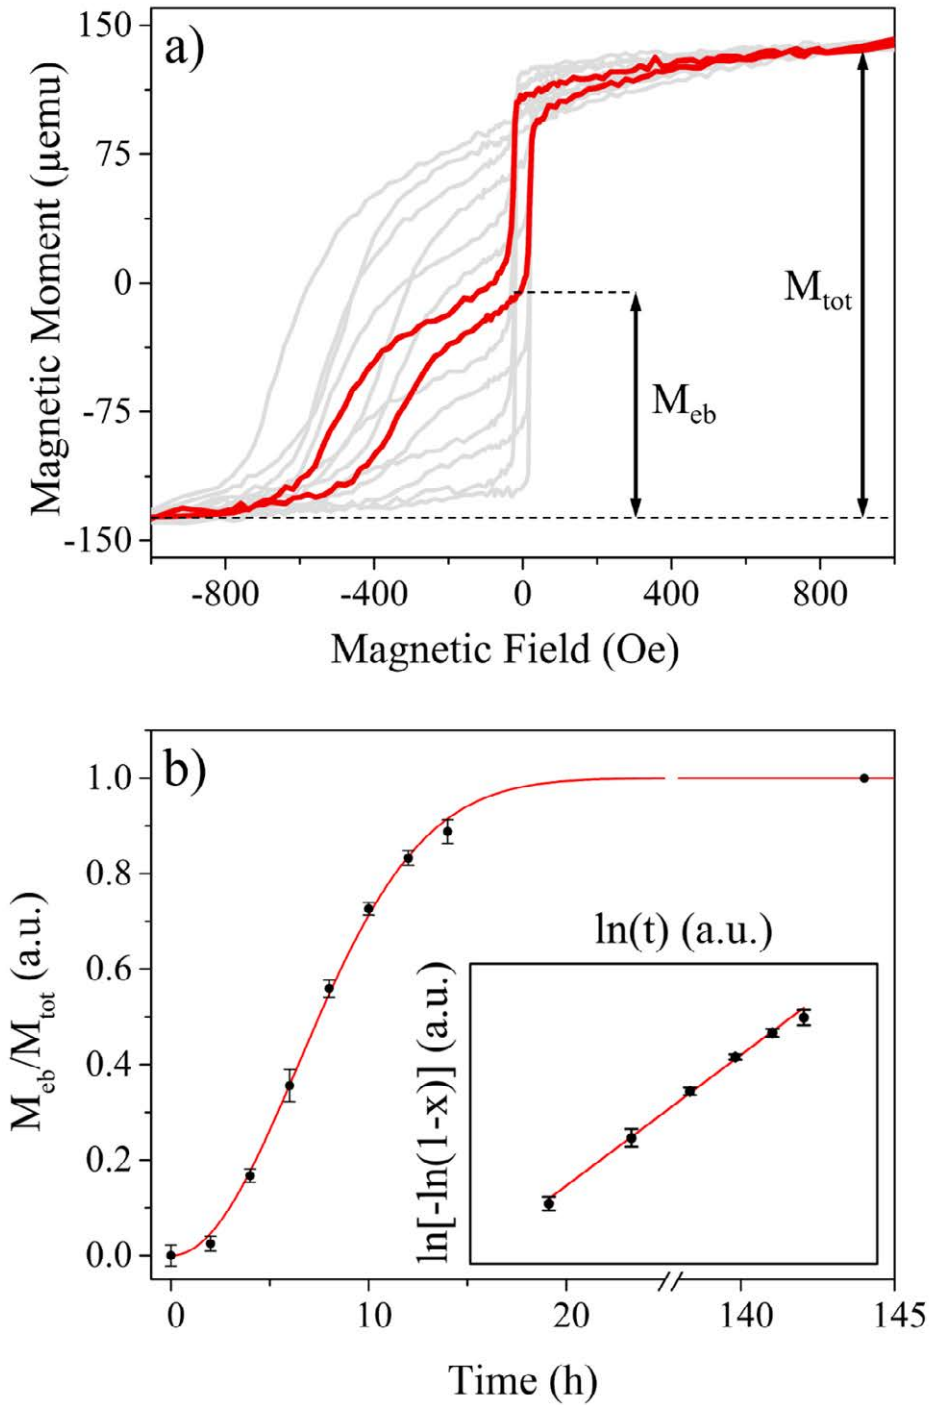 a)
150
75
0
-75
-150
Magnetic Moment (µemu)
M_tot
M_eb
-800 -400 0 400 800
Magnetic Field (Oe)
b)
1.0
0.8
0.6
0.4
0.2
0.0
M_eb/M_tot (a.u.)
ln(t) (a.u.)
ln[-ln(1-x)] (a.u.)
0 10 20 140 145
Time (h)